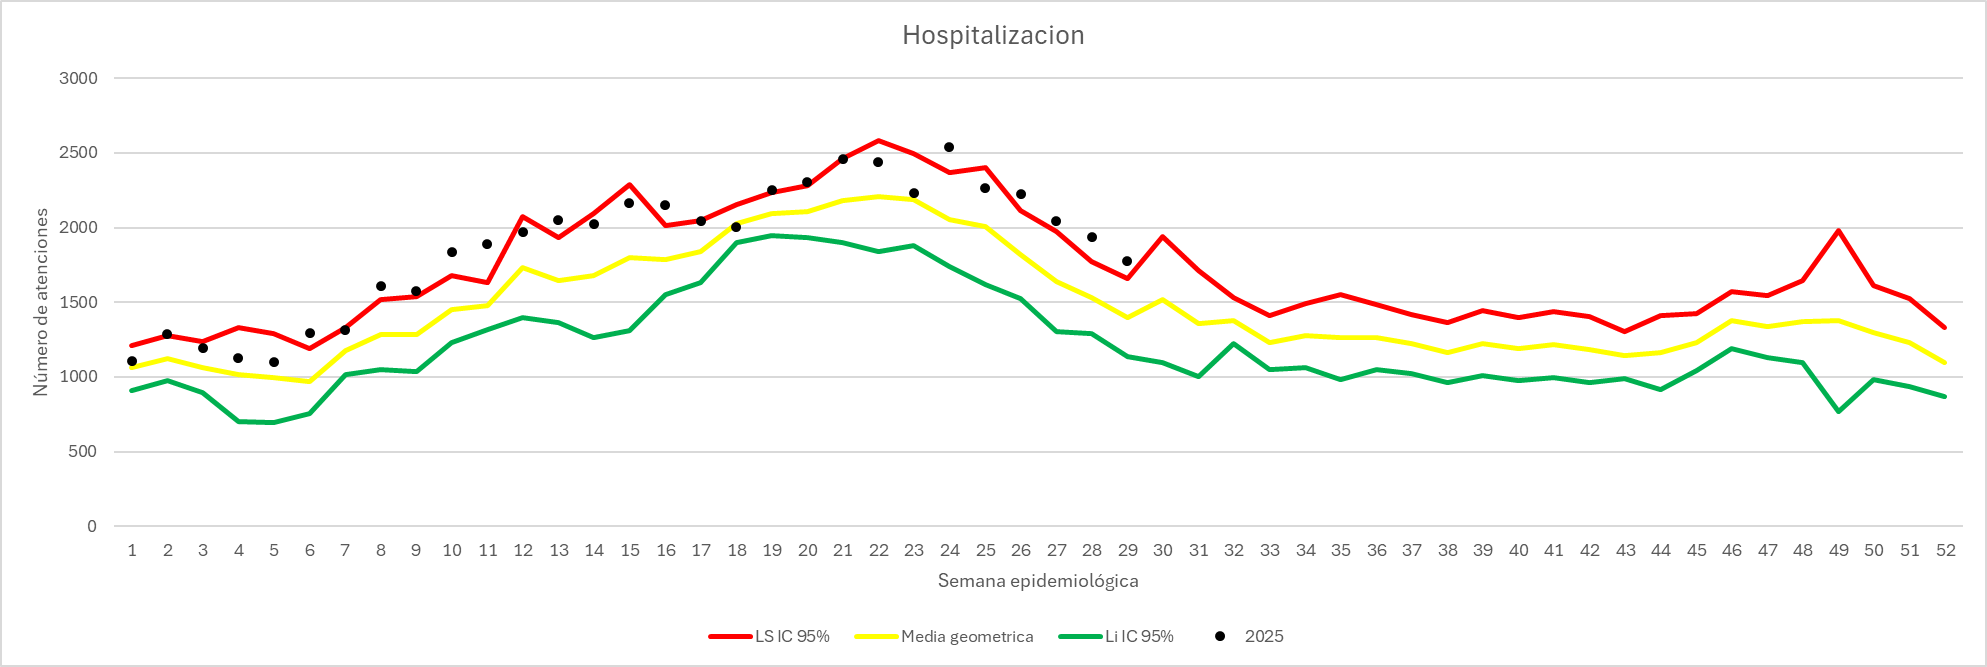 Hospitalizacion
Número de atenciones
3000
2500
2000
1500
1000
500
0
1 2 3 4 5 6 7 8 9 10 11 12 13 14 15 16 17 18 19 20 21 22 23 24 25 26 27 28 29 30 31 32 33 34 35 36 37 38 39 40 41 42 43 44 45 46 47 48 49 50 51 52
Semana epidemiológica
LS IC 95% Media geometrica Li IC 95% 2025